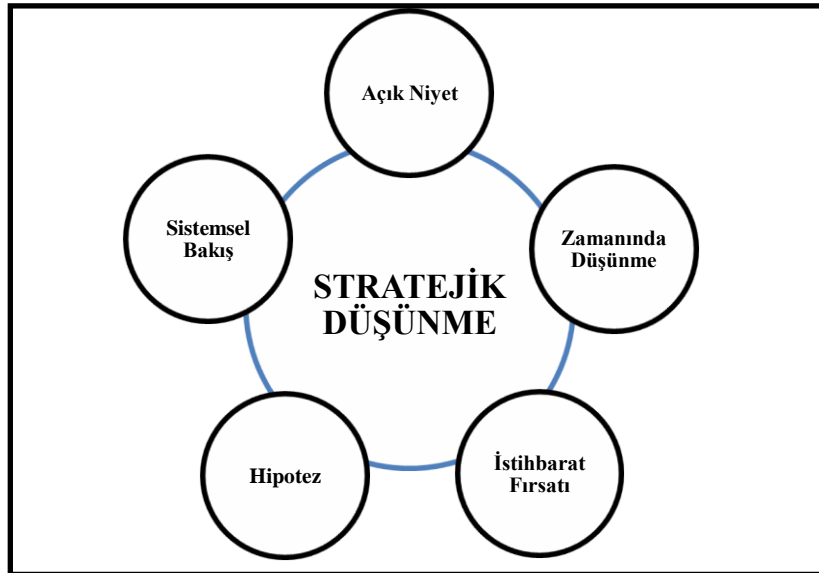 Açık Niyet
Sistemsel
Bakış
Zamanında
Düşünme
STRATEJİK
DÜŞÜNME
Hipotez
İstihbarat
Fırsatı